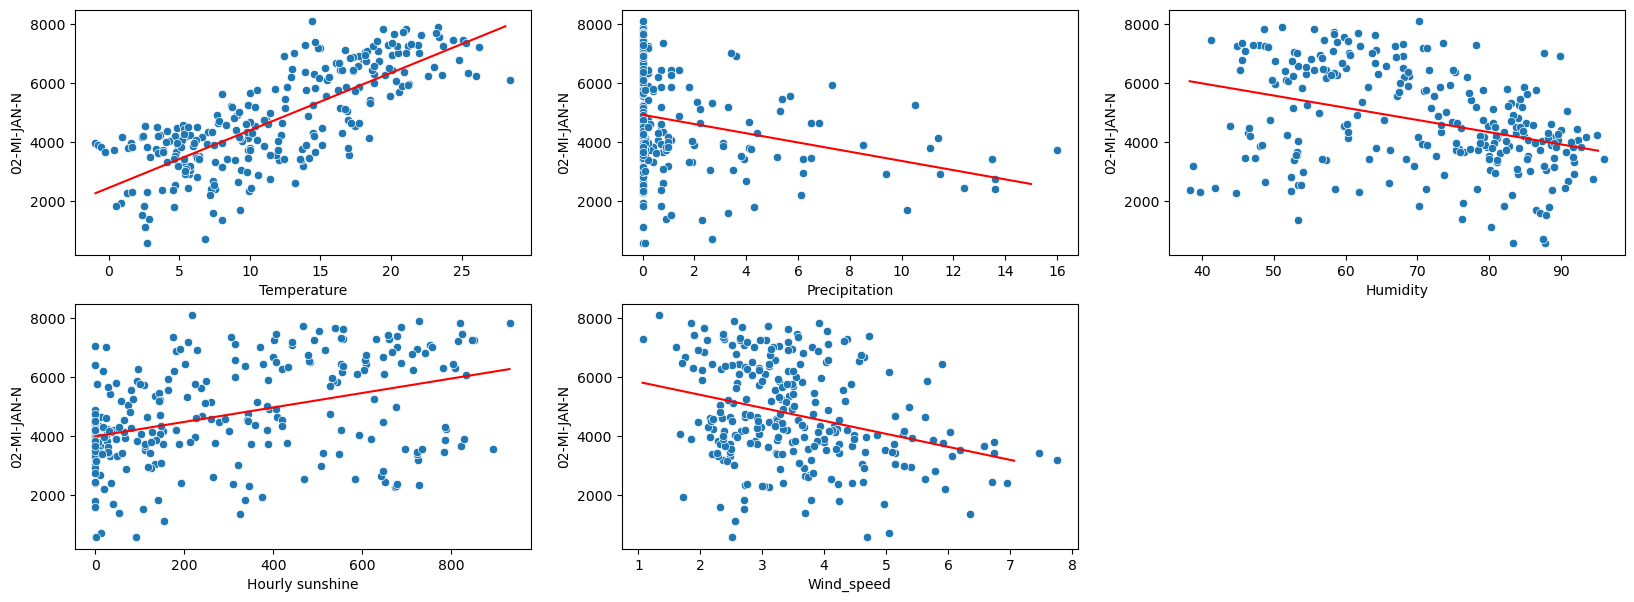 8000
6000
4000
2000
02-MI-JAN-N
0 5 10 15 20 25
Temperature
8000
6000
4000
2000
02-MI-JAN-N
0 2 4 6 8 10 12 14 16
Precipitation
8000
6000
4000
2000
02-MI-JAN-N
40 50 60 70 80 90
Humidity
8000
6000
4000
2000
02-MI-JAN-N
0 200 400 600 800
Hourly sunshine
8000
6000
4000
2000
02-MI-JAN-N
1 2 3 4 5 6 7 8
Wind_speed